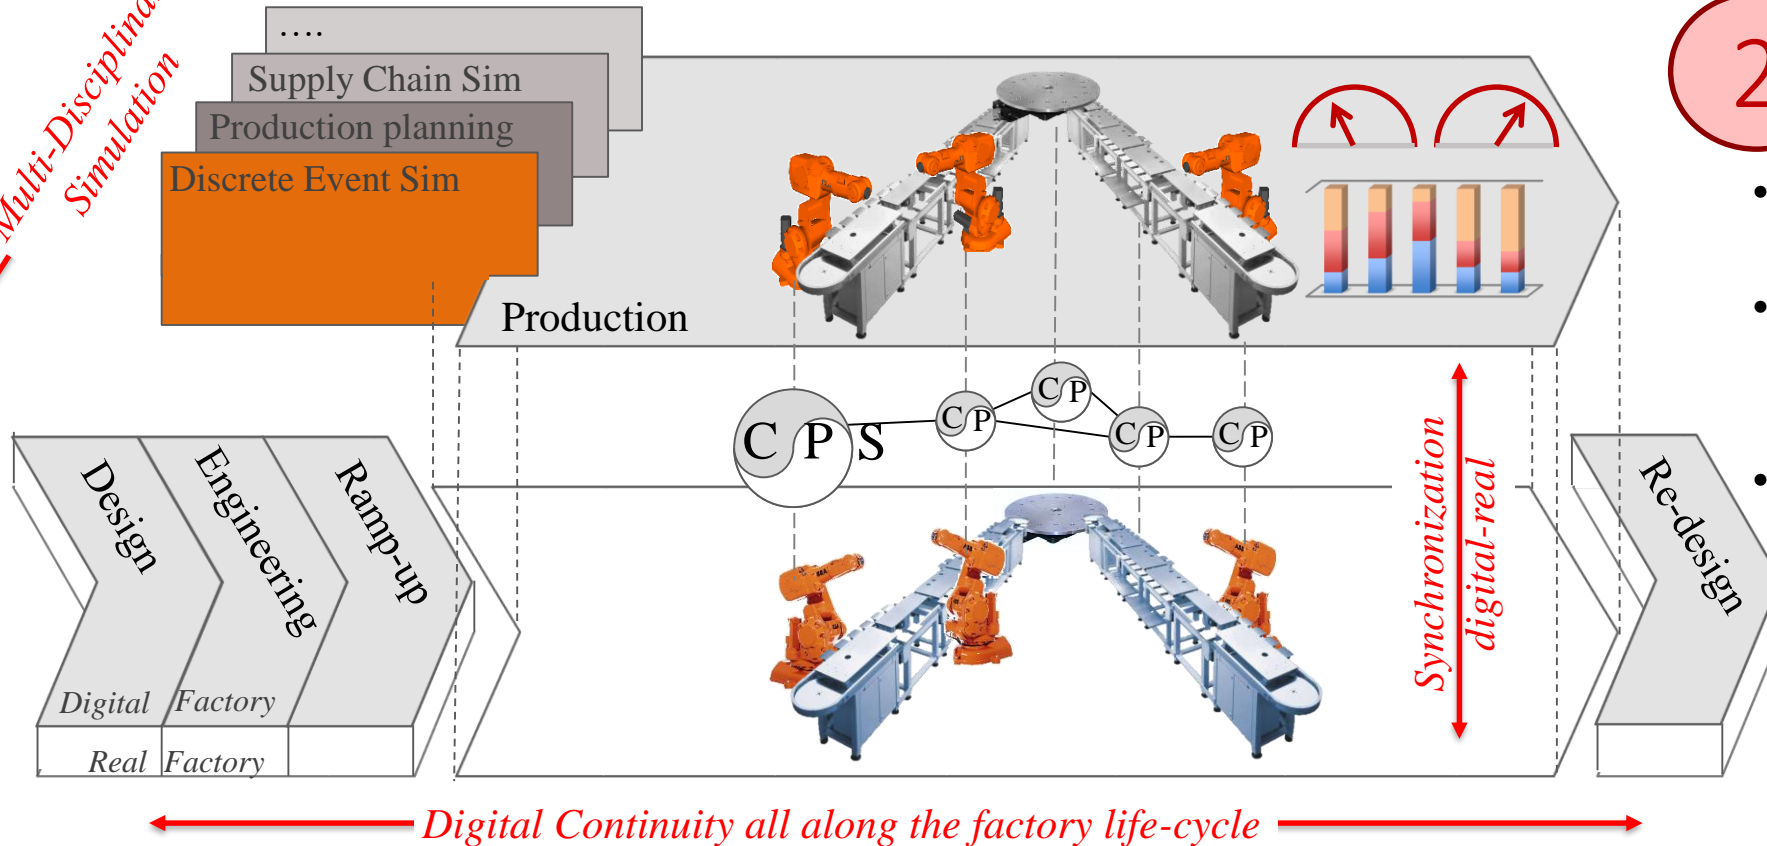 Multi-Disciplina
Simulation
....
Supply Chain Sim
Production planning
Discrete Event Sim
Production
2
•
•
•
C P S
C P
C P
C P
C P
Design
Engineering
Ramp-up
Digital Factory
Real Factory
Synchronization
digital-real
Re-design
Digital Continuity all along the factory life-cycle